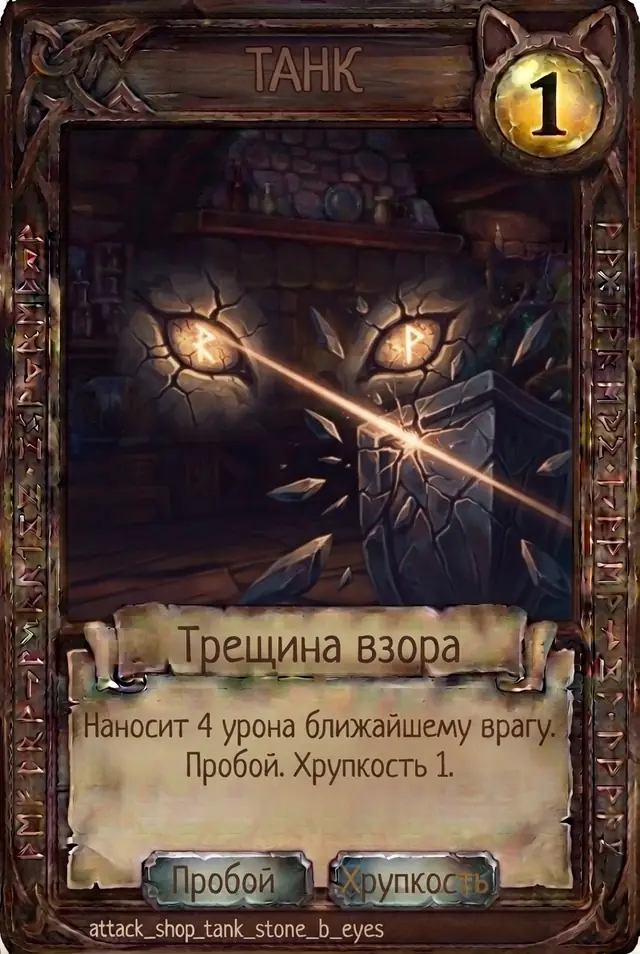 ТАНК
1
Трещина взора
Наносит 4 урона ближайшему врагу.
Пробой. Хрупкость 1.
Пробой
Хрупкость
attack_shop_tank_stone_b_eyes